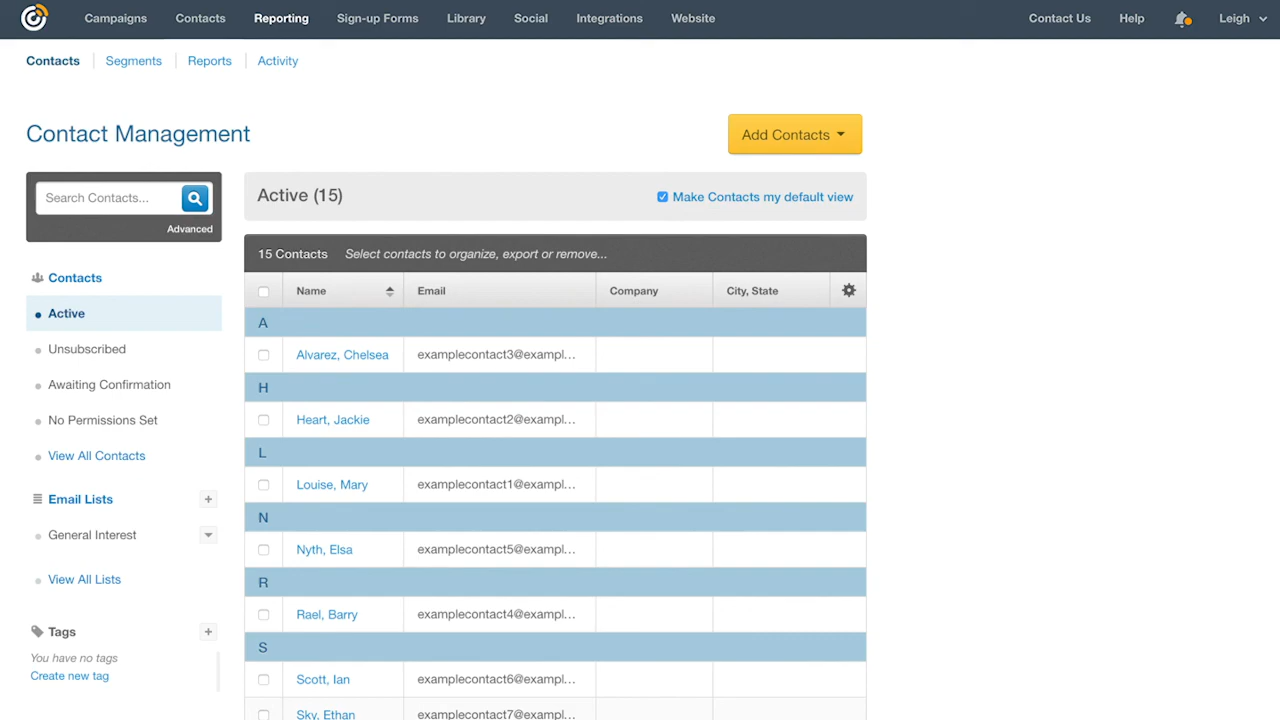 Campaigns Contacts Reporting Sign-up Forms Library Social Integrations Website Contact Us Help Leigh
Contacts Segments Reports Activity
Contact Management
Add Contacts
Search Contacts...
Advanced
Active (15)
Make Contacts my default view
15 Contacts Select contacts to organize, export or remove...
Name Email Company City, State
A
Alvarez, Chelsea examplecontact3@exampl...
H
Heart, Jackie examplecontact2@exampl...
L
Louise, Mary examplecontact1@exampl...
N
Nyth, Elsa examplecontact5@exampl...
R
Rael, Barry examplecontact4@exampl...
S
Scott, Ian examplecontact6@exampl...
Sky, Ethan examplecontact7@exampl...
Contacts
Active
Unsubscribed
Awaiting Confirmation
No Permissions Set
View All Contacts
Email Lists +
General Interest
View All Lists
Tags +
You have no tags
Create new tag